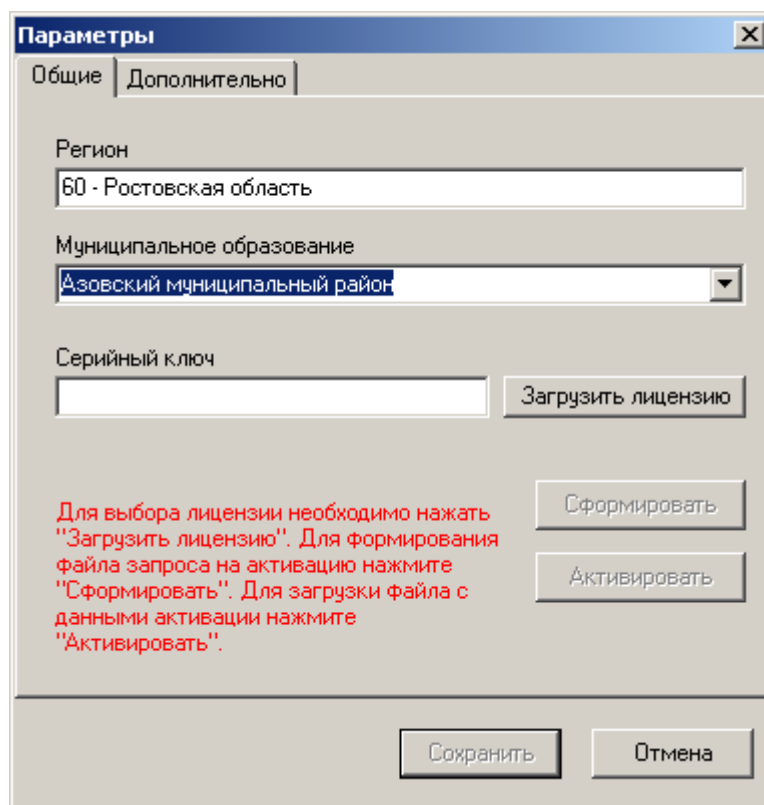 Параметры
Общие
Дополнительно
Регион
60 - Ростовская область
Муниципальное образование
Азовский муниципальный район
Серийный ключ
Загрузить лицензию
Для выбора лицензии необходимо нажать
"Загрузить лицензию". Для формирования
файла запроса на активацию нажмите
"Сформировать". Для загрузки файла с
данными активации нажмите
"Активировать".
Сформировать
Активировать
Сохранить
Отмена